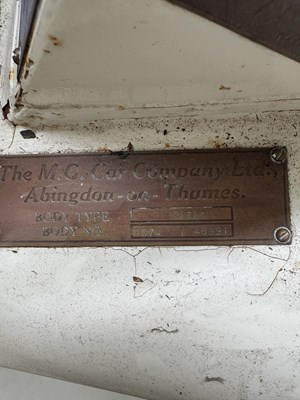 The M.G. Car Company Ltd.,
Abingdon-on-Thames.
BODY TYPE
BODY NO.